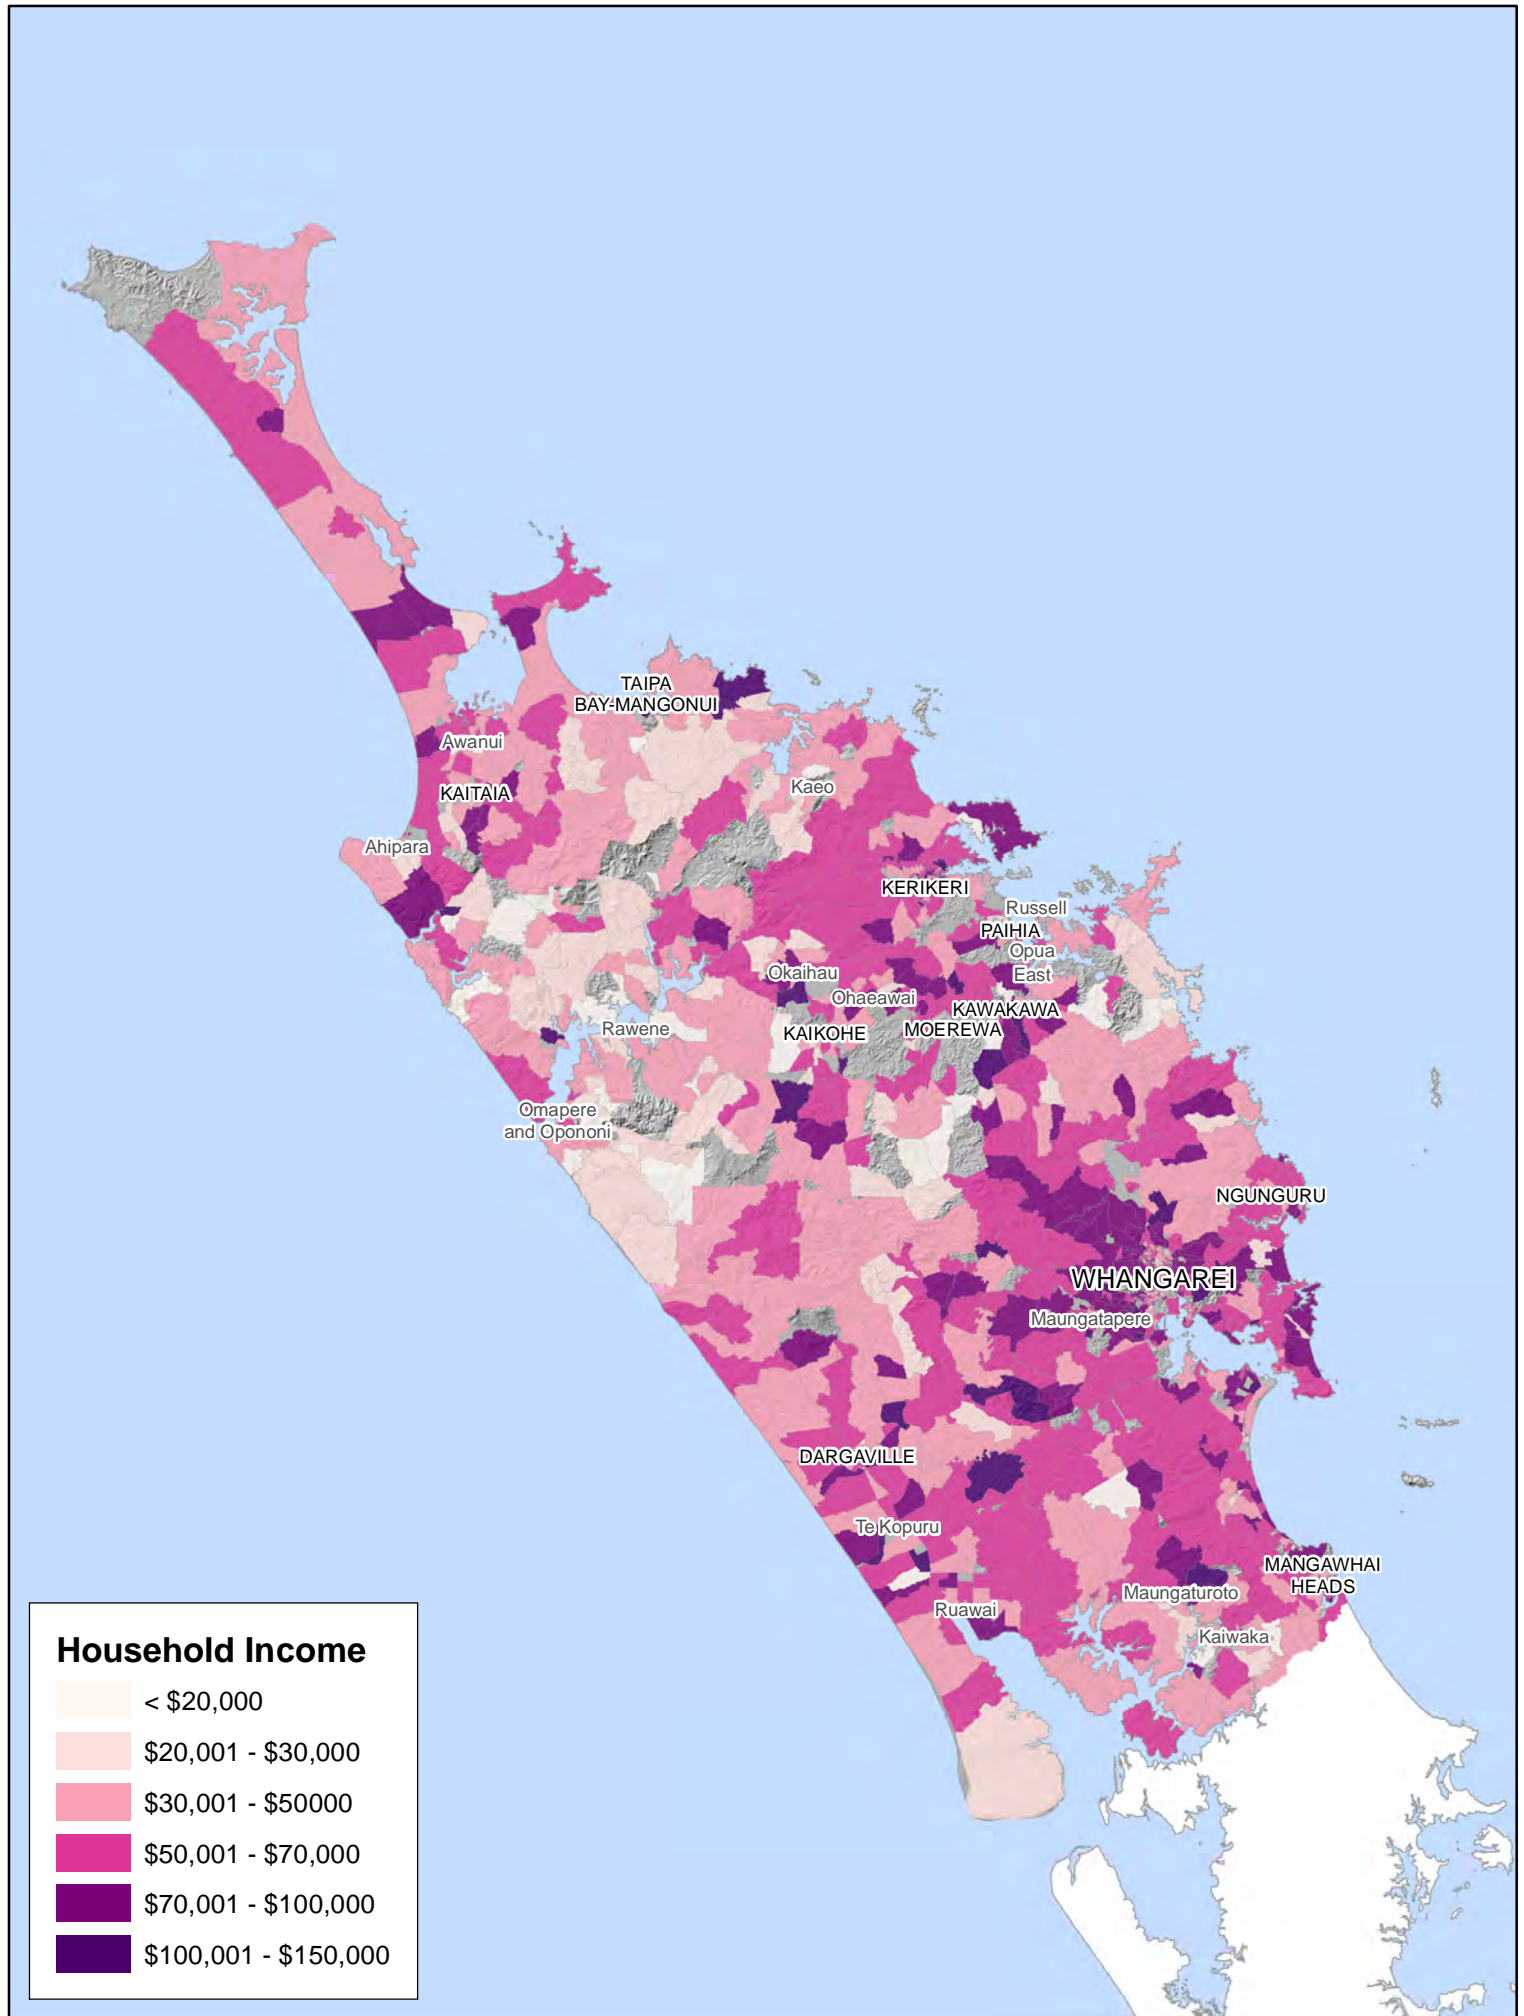 TAIPA
BAY-MANGONUI
Awanui
KAITAIA
Kaeo
Ahipara
KERIKERI
Russell
PAIHIA
Opua
East
Okaihau
Ohaeawai
KAWAKAWA
Rawene
KAIKOHE
MOEREWA
Omapere
and Opononi
NGUNGURU
WHANGAREI
Maungatapere
DARGAVILLE
Te Kopuru
MANGAWHAI
HEADS
Maungaturoto
Ruawai
Kaiwaka
Household Income
< $20,000
$20,001 - $30,000
$30,001 - $50000
$50,001 - $70,000
$70,001 - $100,000
$100,001 - $150,000